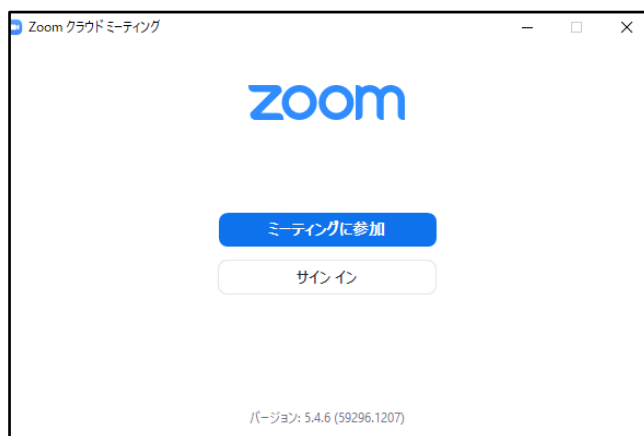 Zoom クラウド ミーティング
zoom
ミーティングに参加
サイン イン
バージョン: 5.4.6 (59296.1207)